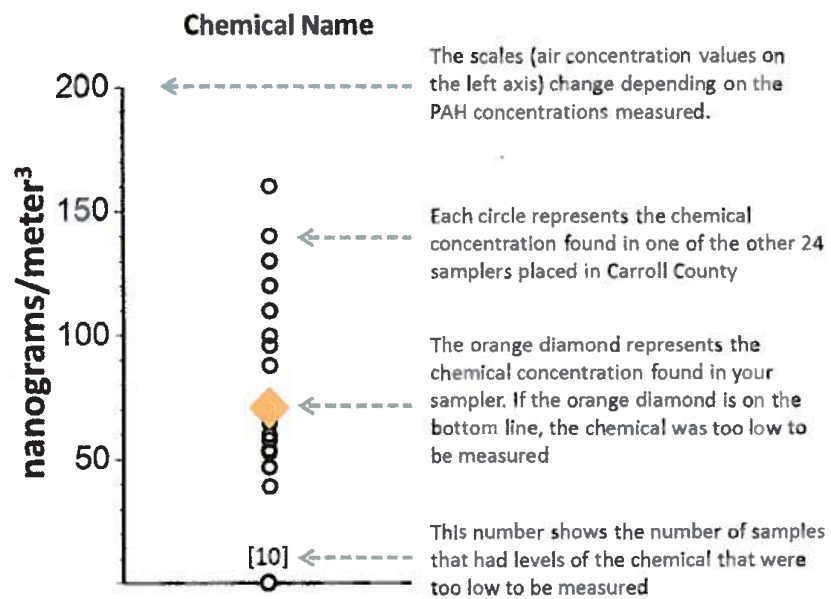 Chemical Name
The scales (air concentration values on
the left axis) change depending on the
PAH concentrations measured.
200
150
100
50
nanograms/meter³
Each circle represents the chemical
concentration found in one of the other 24
samplers placed in Carroll County
The orange diamond represents the
chemical concentration found in your
sampler. If the orange diamond is on the
bottom line, the chemical was too low to
be measured
[10]
This number shows the number of samples
that had levels of the chemical that were
too low to be measured